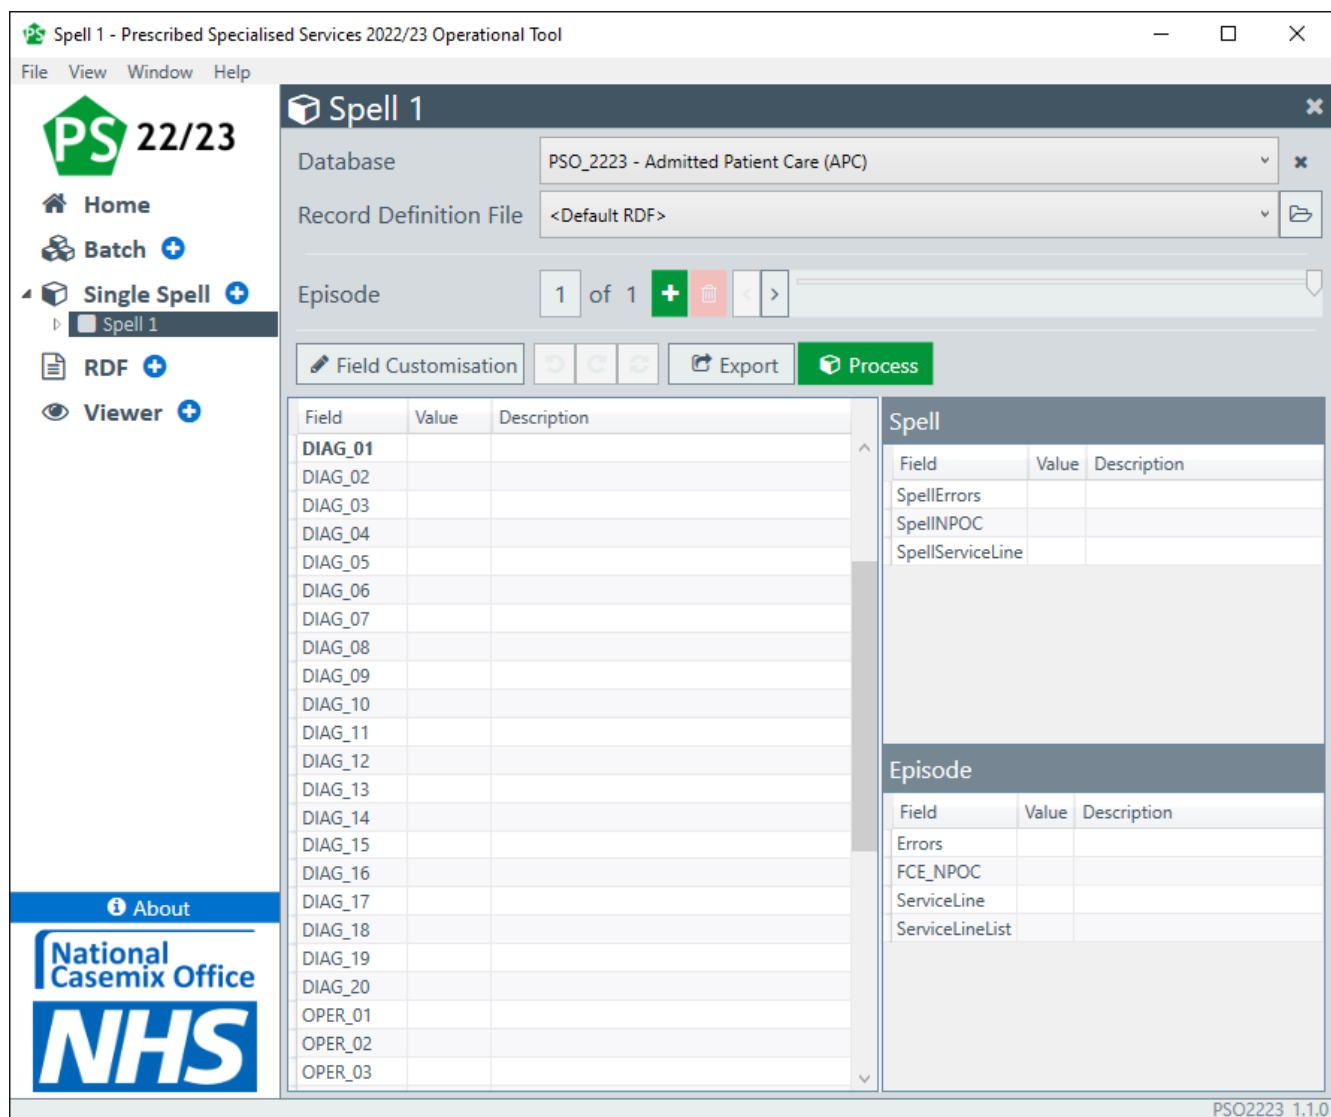 Spell 1 - Prescribed Specialised Services 2022/23 Operational Tool
File View Window Help
PS 22/23
Home
Batch
Single Spell
Spell 1
RDF
Viewer
About
National
Casemix Office
NHS
Spell 1
Database PSO_2223 - Admitted Patient Care (APC)
Record Definition File <Default RDF>
Episode 1 of 1
Field Customisation Export Process
Field Value Description
DIAG_01
DIAG_02
DIAG_03
DIAG_04
DIAG_05
DIAG_06
DIAG_07
DIAG_08
DIAG_09
DIAG_10
DIAG_11
DIAG_12
DIAG_13
DIAG_14
DIAG_15
DIAG_16
DIAG_17
DIAG_18
DIAG_19
DIAG_20
OPER_01
OPER_02
OPER_03
Spell
Field Value Description
SpellErrors
SpellNPOC
SpellServiceLine
Episode
Field Value Description
Errors
FCE_NPOC
ServiceLine
ServiceLineList
PSO2223 1.1.0